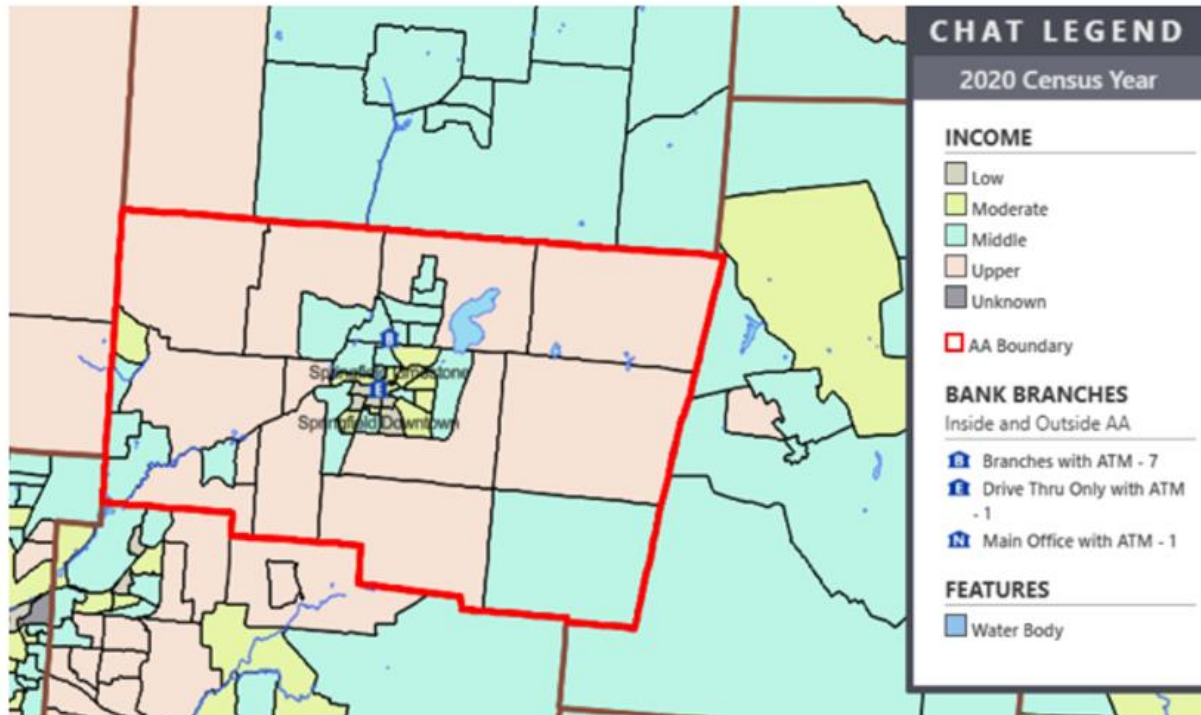 CHAT LEGEND
2020 Census Year
INCOME
Low
Moderate
Middle
Upper
Unknown
AA Boundary
BANK BRANCHES
Inside and Outside AA
B Branches with ATM - 7
E Drive Thru Only with ATM
- 1
N Main Office with ATM - 1
FEATURES
Water Body
Springfield
Springfield Downtown